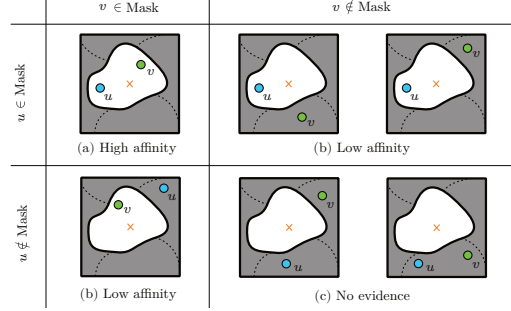 v ∈ Mask
v ∉ Mask
u ∈ Mask
u
v
(a) High affinity
u
v
u
v
(b) Low affinity
u ∉ Mask
u
v
(b) Low affinity
v
u
u
v
(c) No evidence